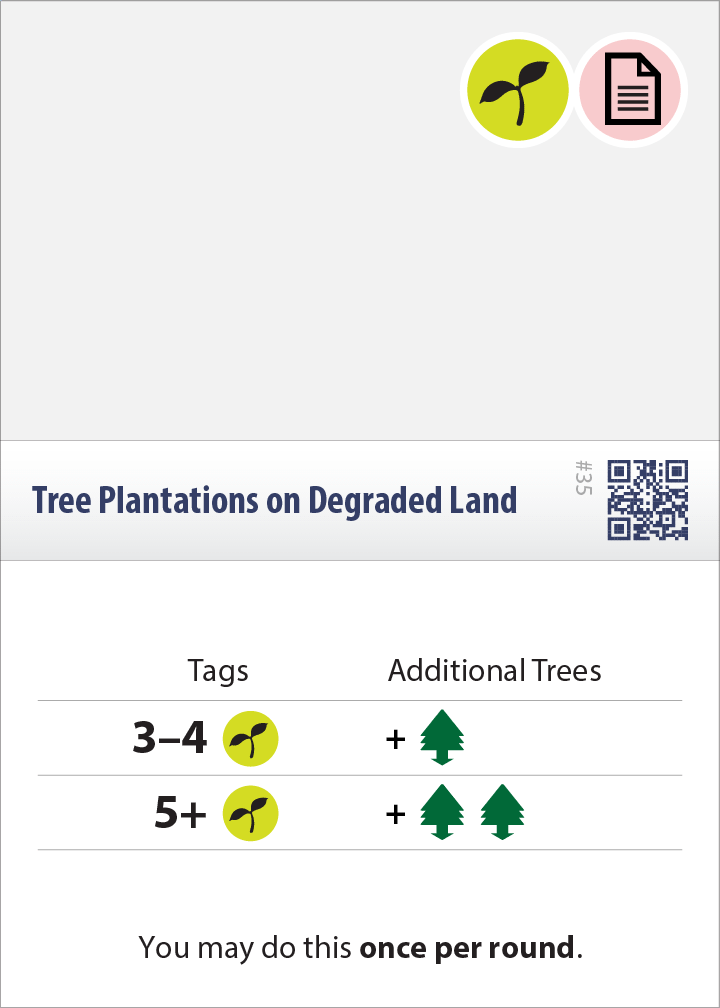 #35
Tree Plantations on Degraded Land
Tags Additional Trees
3–4 +
5+ +
You may do this once per round.